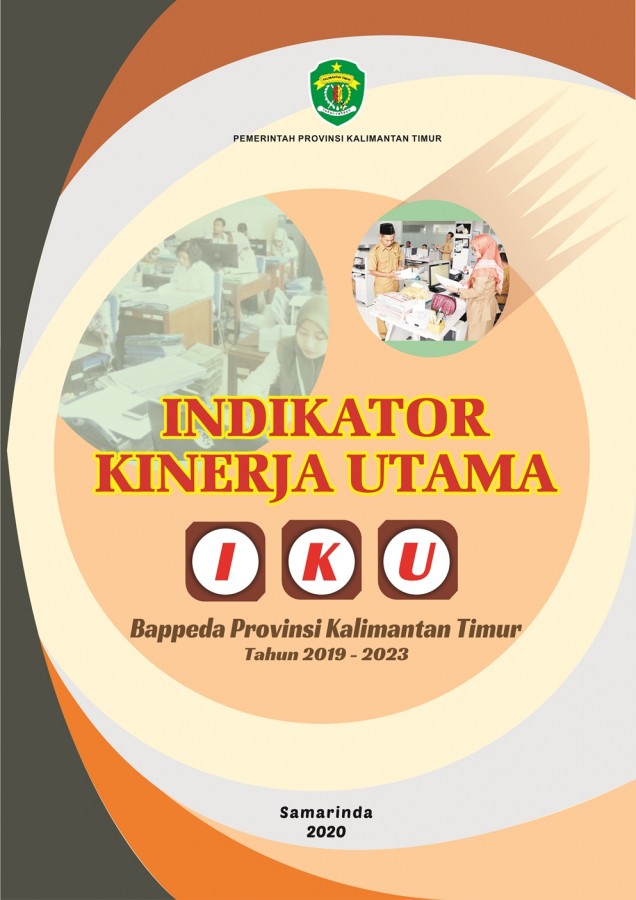 PEMERINTAH PROVINSI KALIMANTAN TIMUR
INDIKATOR
KINERJA UTAMA
I K U
Bappeda Provinsi Kalimantan Timur
Tahun 2019 - 2023
Samarinda
2020